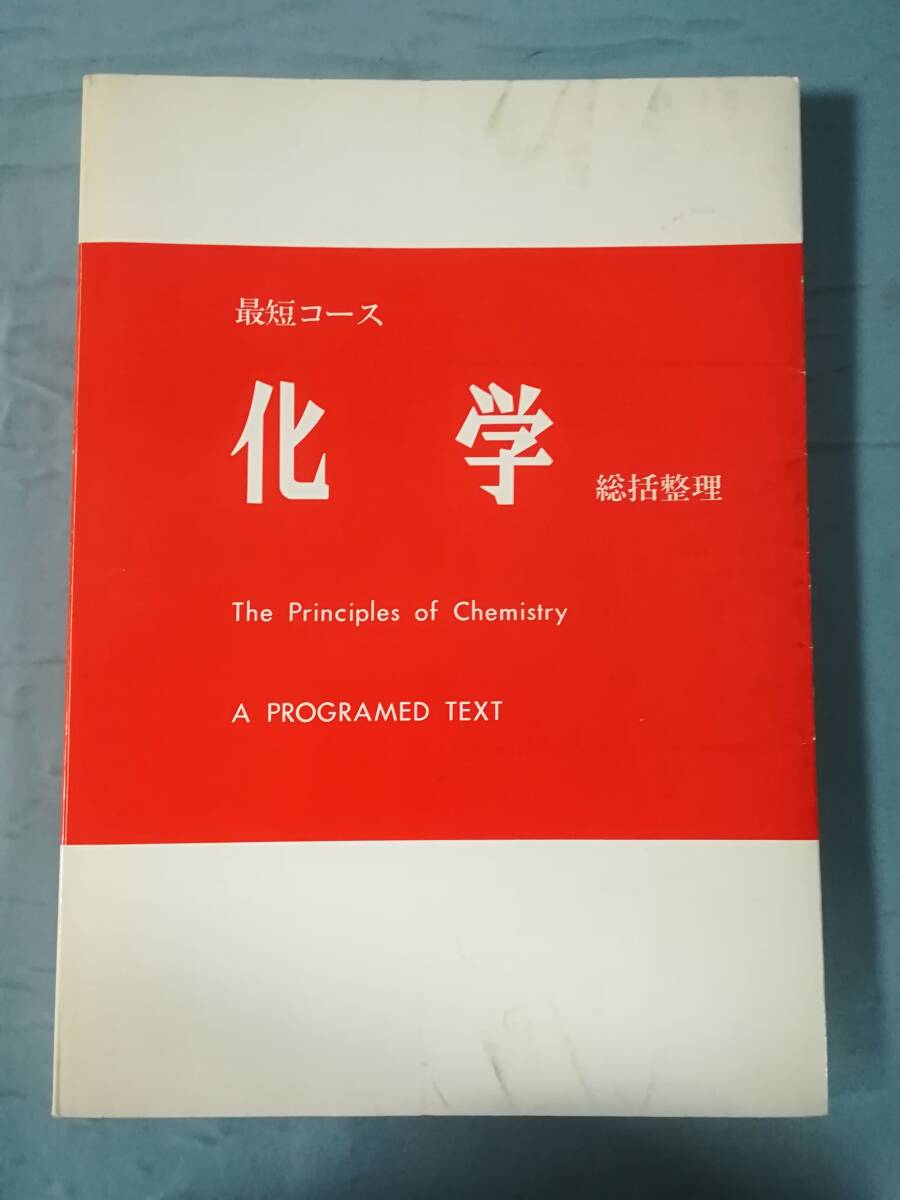 最短コース
化学
総括整理
The Principles of Chemistry
A PROGRAMED TEXT